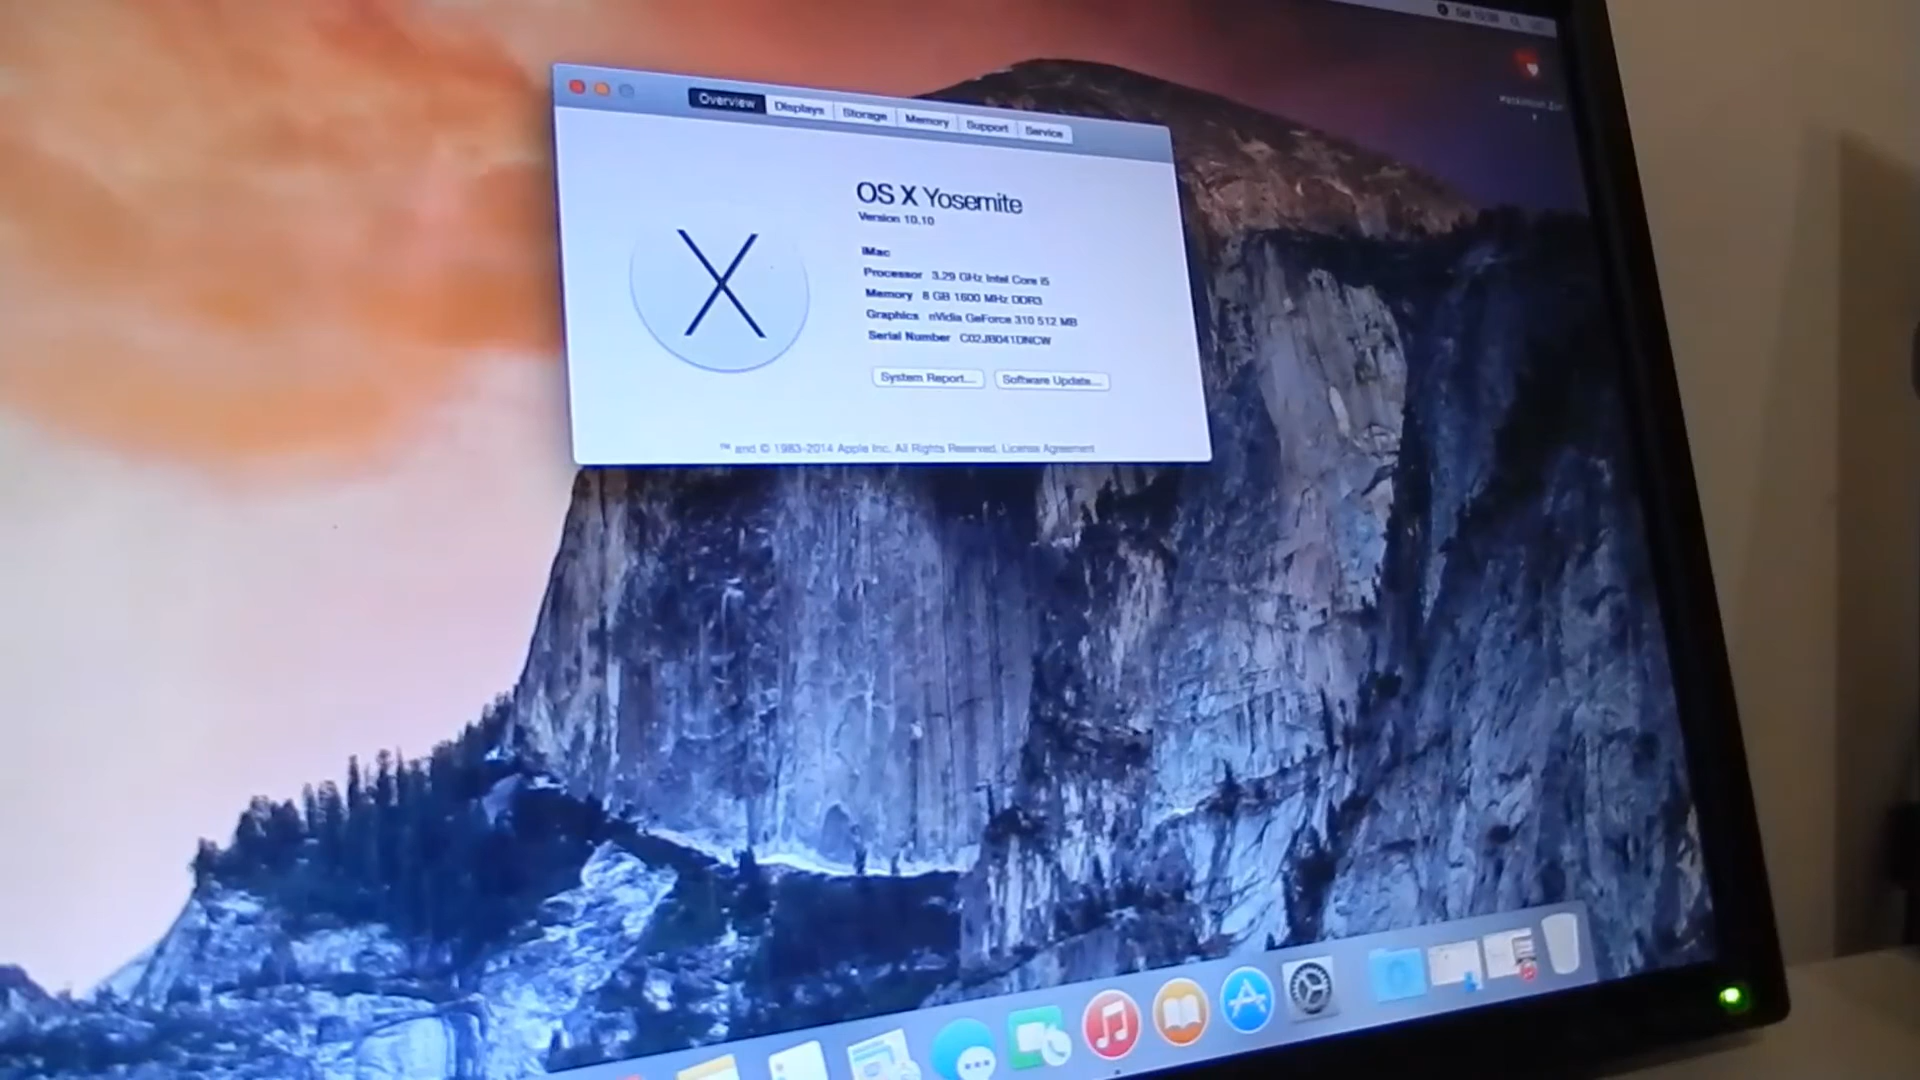 Overview Displays Storage Memory Support Service
OS X Yosemite
Version 10.10
iMac
Processor 3.29 GHz Intel Core i5
Memory 8 GB 1600 MHz DDR3
Graphics nVidia GeForce 310 512 MB
Serial Number C02JB041DNCW
System Report... Software Update...
™ and © 1983-2014 Apple Inc. All Rights Reserved. License Agreement